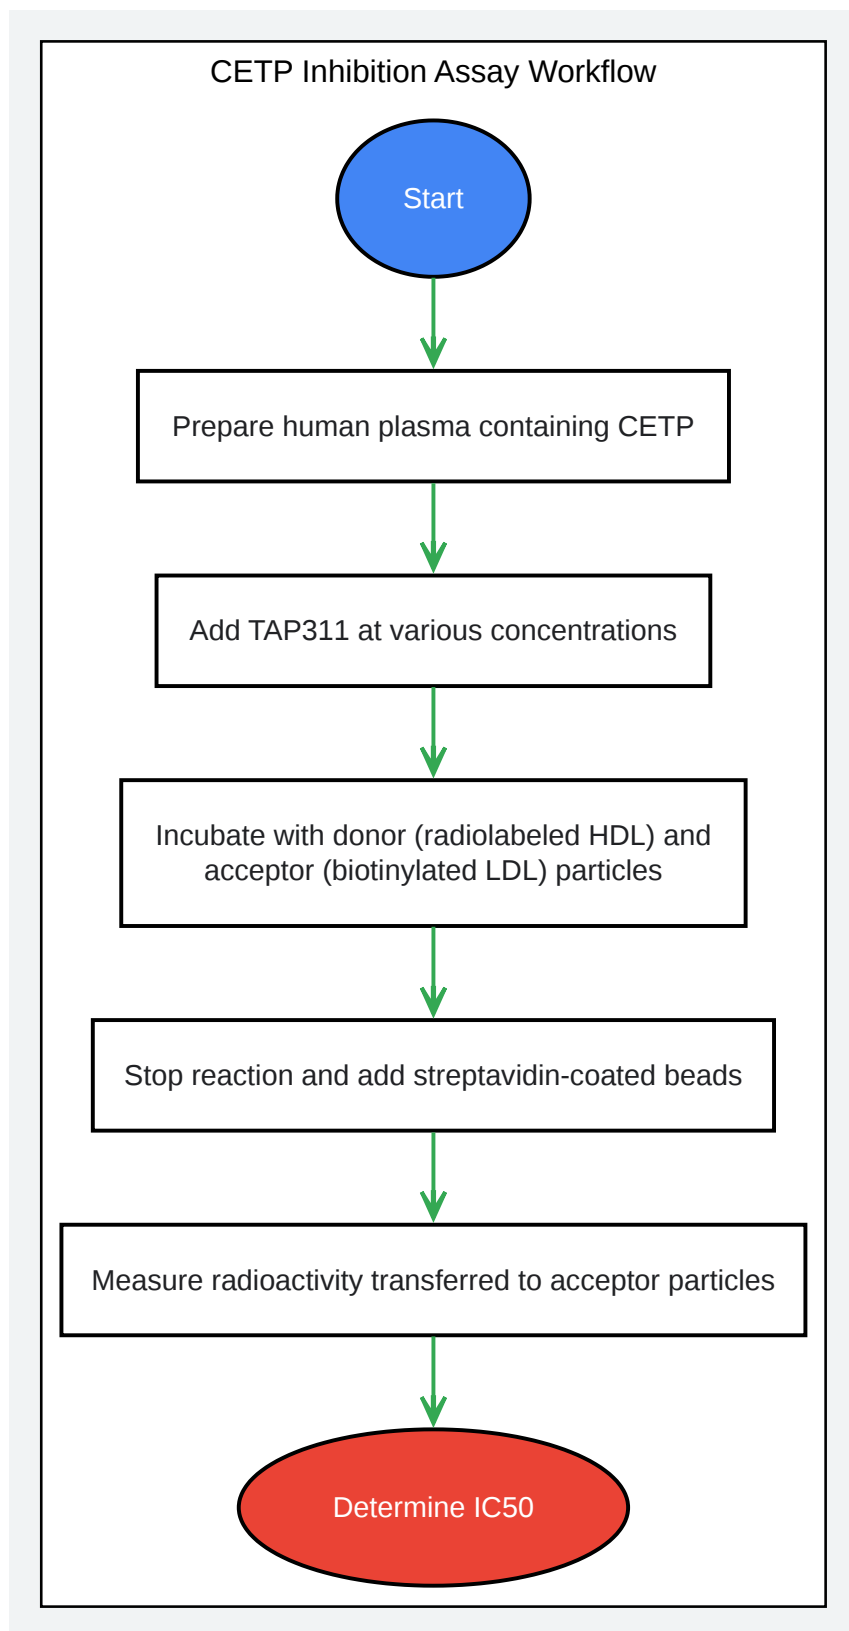 CETP Inhibition Assay Workflow
Start
Prepare human plasma containing CETP
Add TAP311 at various concentrations
Incubate with donor (radiolabeled HDL) and
acceptor (biotinylated LDL) particles
Stop reaction and add streptavidin-coated beads
Measure radioactivity transferred to acceptor particles
Determine IC50